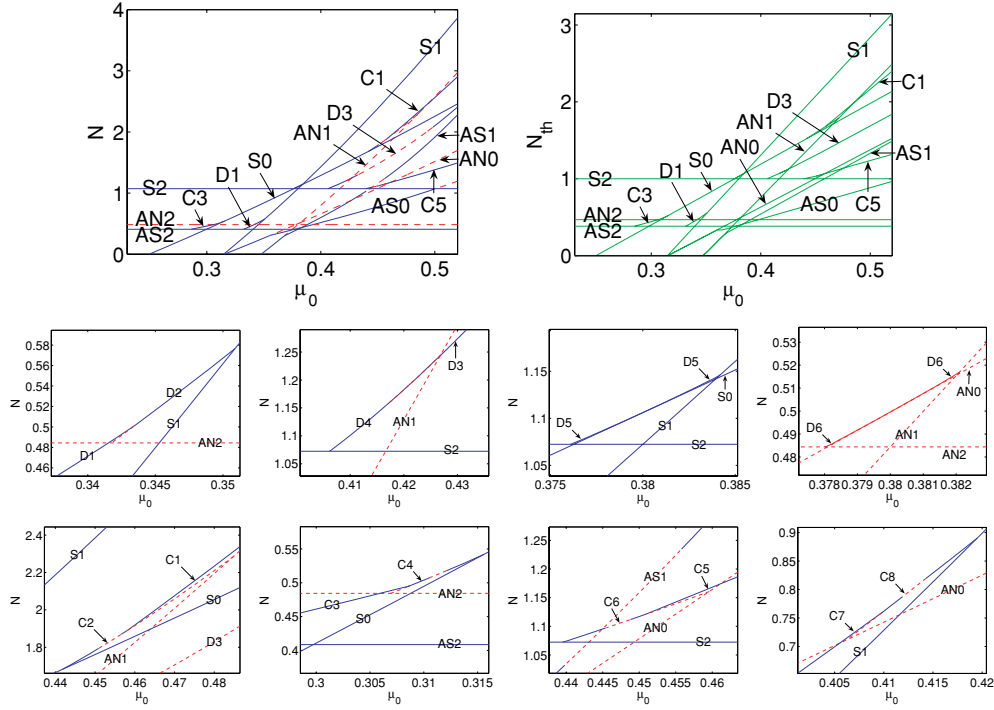 4
3
2
1
0
N
0.3
0.4
0.5
μ0
S1
C1
D3
AN1
S0
D1
S2
C3
AN2
AS2
AS1
AN0
AS0
C5
3
2
1
0
Nth
0.3
0.4
0.5
μ0
S1
C1
D3
AN1
AN0
S0
D1
S2
C3
AN2
AS2
AS1
AS0
C5
0.58
0.56
0.54
0.52
0.5
0.48
0.46
N
0.34
0.345
0.35
μ0
D2
S1
D1
AN2
1.25
1.2
1.15
1.1
1.05
N
0.41
0.42
0.43
μ0
D3
D4
AN1
S2
1.15
1.1
1.05
N
0.375
0.38
0.385
μ0
D5
S0
D5
S1
S2
0.53
0.52
0.51
0.5
0.49
0.48
N
0.378
0.379
0.38
0.381
0.382
μ0
D6
AN0
D6
AN1
AN2
2.4
2.2
2
1.8
N
0.44
0.45
0.46
0.47
0.48
μ0
S1
C1
S0
C2
AN1
D3
0.55
0.5
0.45
0.4
N
0.3
0.305
0.31
0.315
μ0
C4
C3
AN2
S0
AS2
1.25
1.2
1.15
1.1
1.05
N
0.44
0.445
0.45
0.455
0.46
μ0
AS1
C5
C6
AN0
S2
0.9
0.85
0.8
0.75
0.7
N
0.405
0.41
0.415
0.42
μ0
C8
C7
AN0
S1